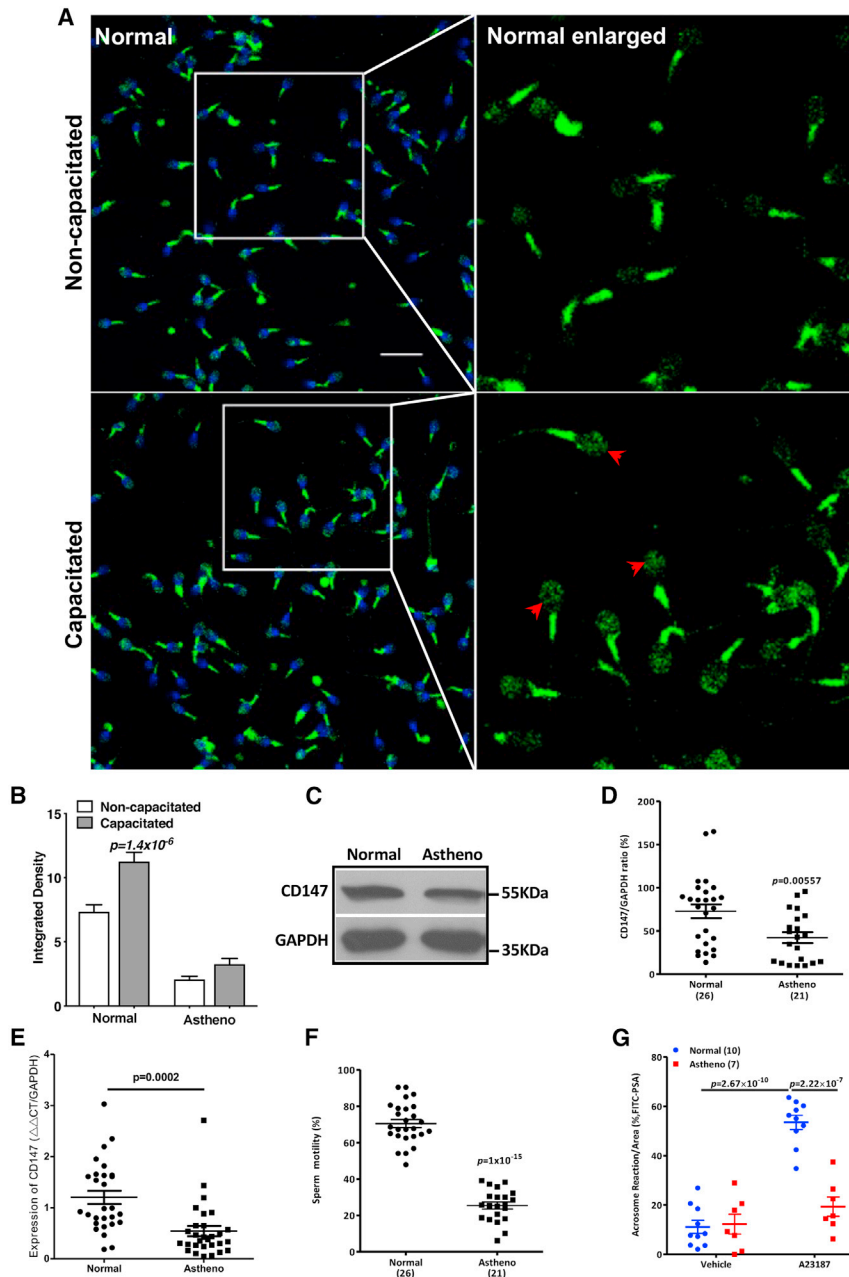 A
Normal
Normal enlarged
Non-capacitated
Capacitated
B
Non-capacitated
Capacitated
p=1.4x10-6
Integrated Density
15
10
5
0
Normal
Astheno
C
Normal
Astheno
CD147
55KDa
GAPDH
35KDa
D
CD147/GAPDH ratio (%)
200
150
100
50
0
p=0.00557
Normal
(26)
Astheno
(21)
E
Expression of CD147 (△△CT/GAPDH)
4
3
2
1
0
p=0.0002
Normal
Astheno
F
Sperm motility (%)
100
80
60
40
20
0
p=1x10-15
Normal
(26)
Astheno
(21)
G
Normal (10)
Astheno (7)
Acrosome Reaction/Area (%,FITC-PSA)
80
60
40
20
0
p=2.67×10-10
p=2.22×10-7
Vehicle
A23187